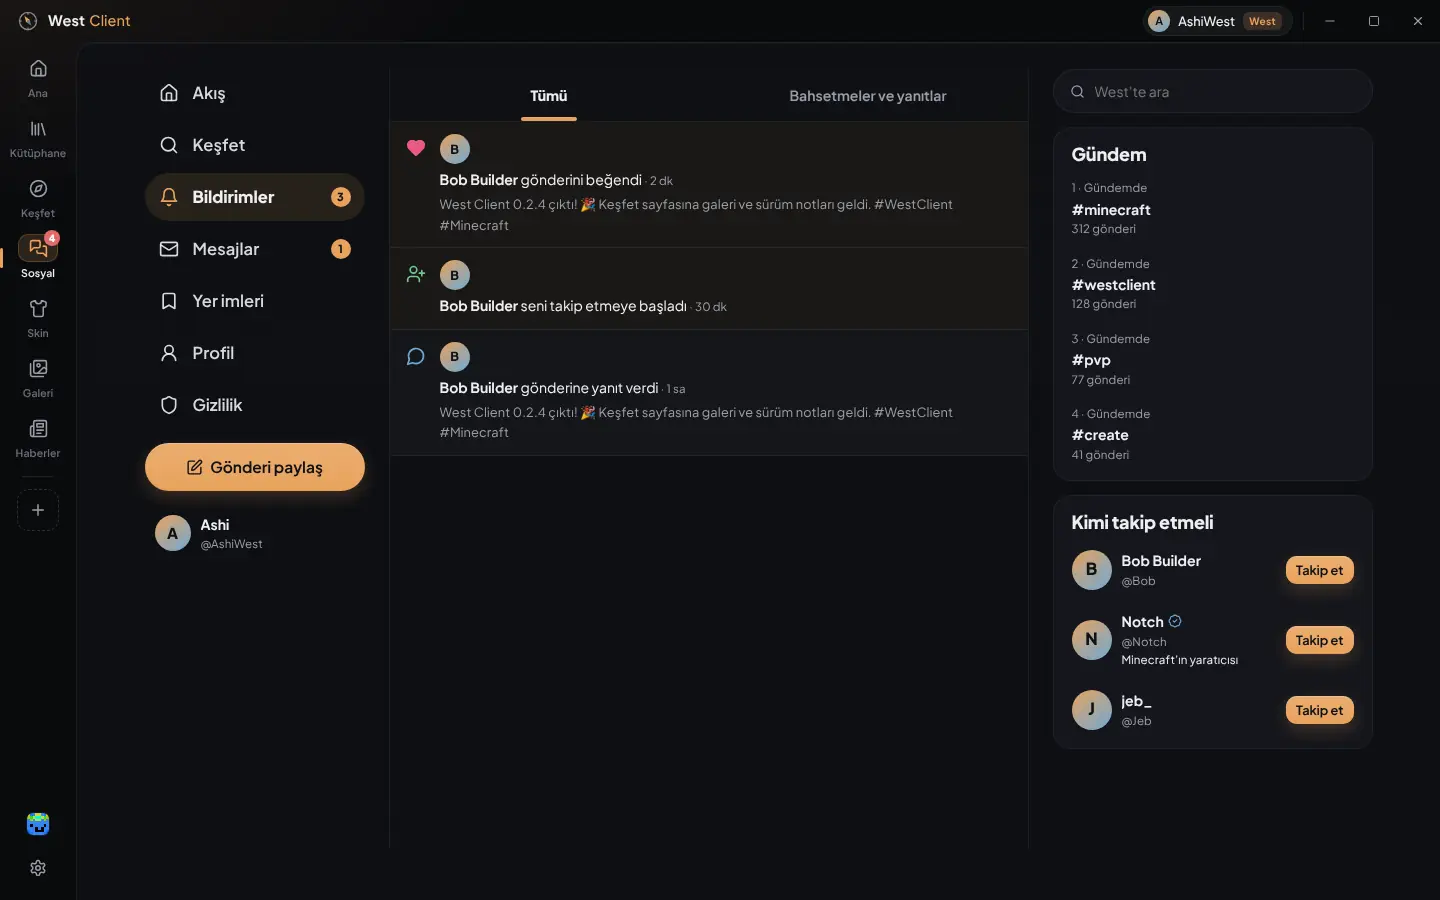 West Client
A AshiWest West
Ana
Kütüphane
Keşfet
4
Sosyal
Skin
Galeri
Haberler
Akış
Keşfet
Bildirimler 3
Mesajlar 1
Yer imleri
Profil
Gizlilik
Gönderi paylaş
A
Ashi
@AshiWest
Tümü
Bahsetmeler ve yanıtlar
B
Bob Builder gönderini beğendi · 2 dk
West Client 0.2.4 çıktı! 🎉 Keşfet sayfasına galeri ve sürüm notları geldi. #WestClient
#Minecraft
B
Bob Builder seni takip etmeye başladı · 30 dk
B
Bob Builder gönderine yanıt verdi · 1 sa
West Client 0.2.4 çıktı! 🎉 Keşfet sayfasına galeri ve sürüm notları geldi. #WestClient
#Minecraft
West'te ara
Gündem
1 · Gündemde
#minecraft
312 gönderi
2 · Gündemde
#westclient
128 gönderi
3 · Gündemde
#pvp
77 gönderi
4 · Gündemde
#create
41 gönderi
Kimi takip etmeli
B
Bob Builder
@Bob
Takip et
N
Notch
@Notch
Minecraft'ın yaratıcısı
Takip et
J
jeb_
@Jeb
Takip et